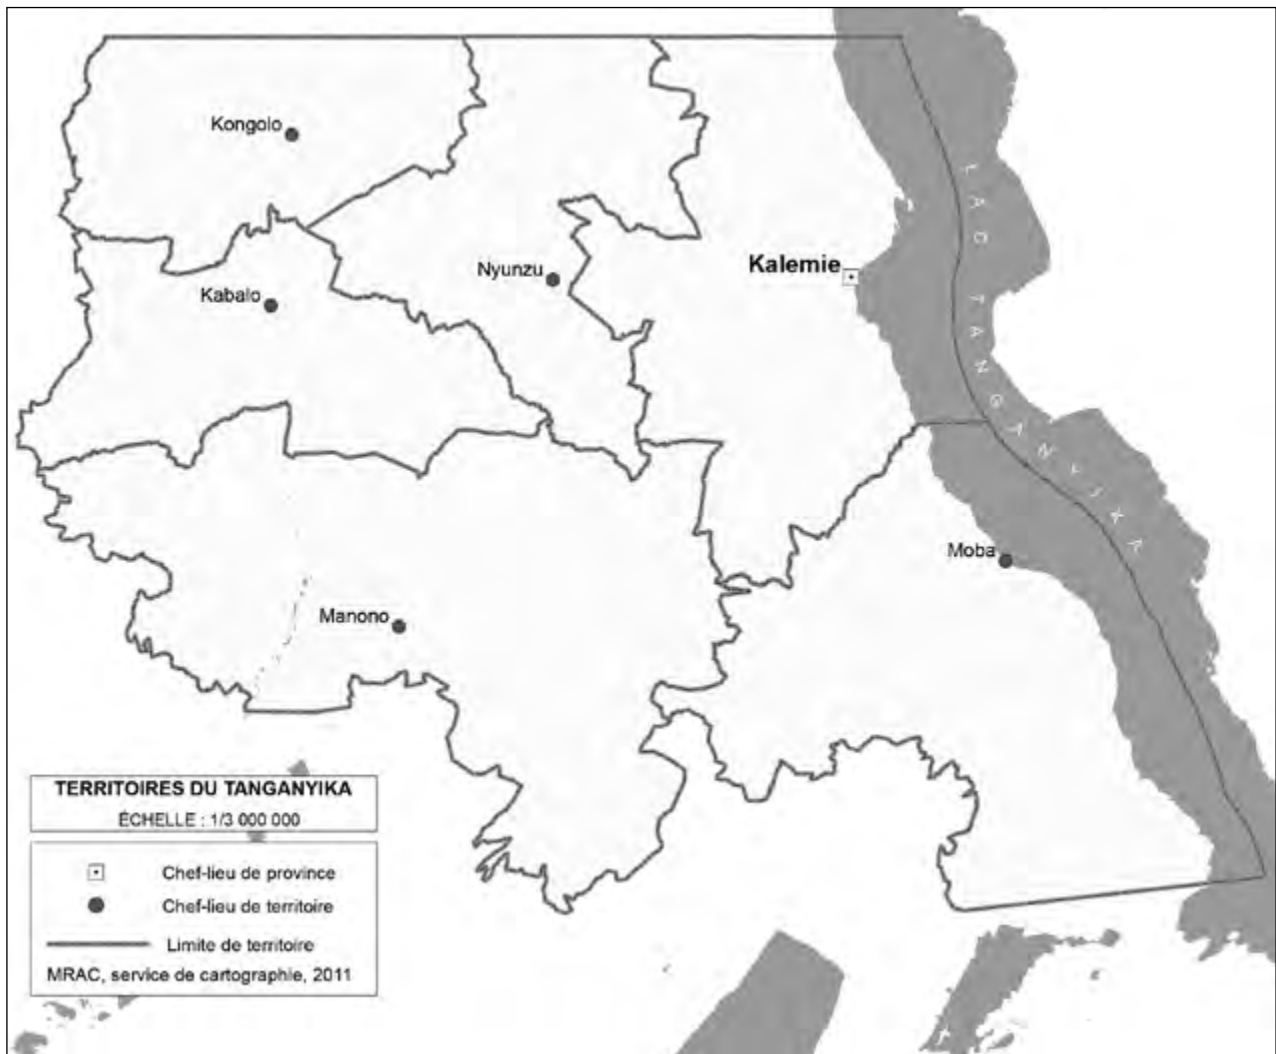 Kongolo
Nyunzu
Kabalo
Kalemie
LAC TANGANYIKA
Moba
Manono
TERRITOIRES DU TANGANYIKA
ÉCHELLE : 1/3 000 000
Chef-lieu de province
Chef-lieu de territoire
Limite de territoire
MRAC, service de cartographie, 2011